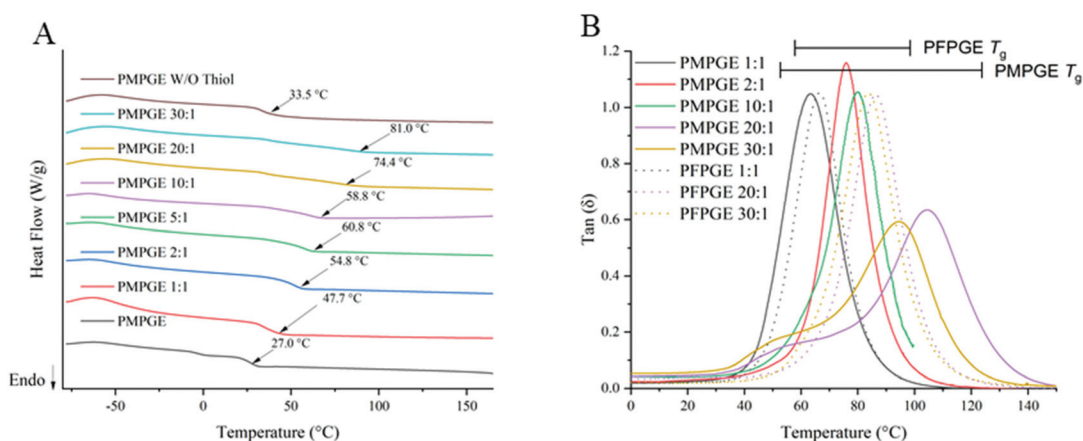 A
PMPGE W/O Thiol
33.5 °C
PMPGE 30:1
81.0 °C
PMPGE 20:1
74.4 °C
PMPGE 10:1
58.8 °C
PMPGE 5:1
60.8 °C
PMPGE 2:1
54.8 °C
PMPGE 1:1
47.7 °C
PMPGE
27.0 °C
Heat Flow (W/g)
Endo
-50
0
50
100
150
Temperature (°C)
B
PFPGE Tg
PMPGE Tg
PMPGE 1:1
PMPGE 2:1
PMPGE 10:1
PMPGE 20:1
PMPGE 30:1
PFPGE 1:1
PFPGE 20:1
PFPGE 30:1
Tan (δ)
1.2
1.0
0.8
0.6
0.4
0.2
0.0
0
20
40
60
80
100
120
140
Temperature (°C)